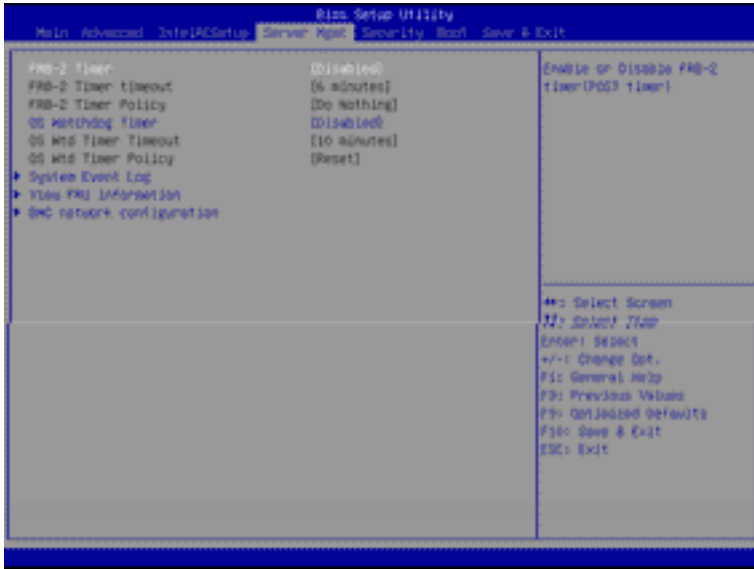 Bios Setup Utility
Main Advanced IntelRCSetup Server Mgmt Security Boot Save & Exit
FRB-2 Timer [Disabled]
FRB-2 Timer timeout [6 minutes]
FRB-2 Timer Policy [Do Nothing]
OS Watchdog Timer [Disabled]
OS Wtd Timer Timeout [10 minutes]
OS Wtd Timer Policy [Reset]
System Event Log
View FRU information
BMC network configuration
Enable or Disable FRB-2
timer(POST timer)
: Select Screen
: Select Item
Enter: Select
+/-: Change Opt.
F1: General Help
F3: Previous Values
F9: Optimized Defaults
F10: Save & Exit
ESC: Exit